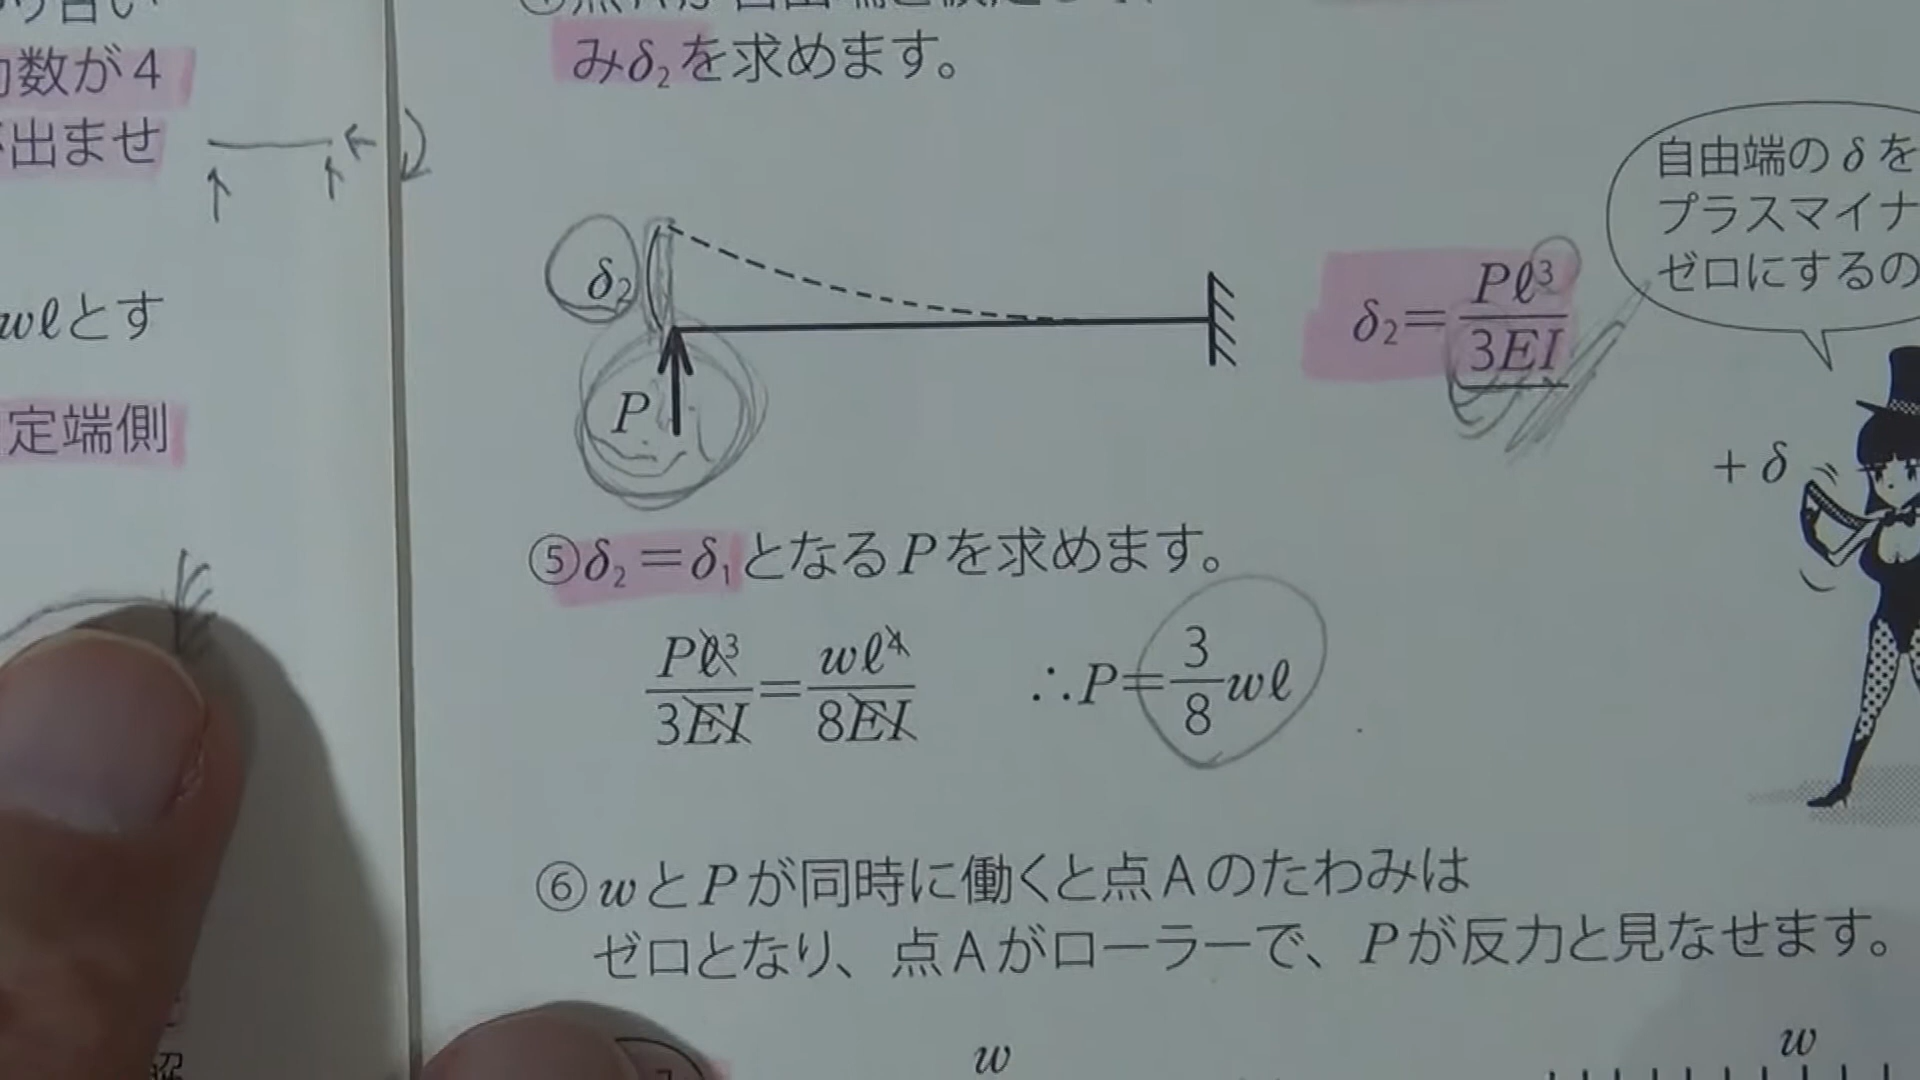 数が4
出ませ
wℓとす
定端側
みδ₂を求めます。
δ₂
P
δ₂=Pℓ³/3EI
自由端のδを
プラスマイナ
ゼロにするの
+δ
⑤δ₂=δ₁となるPを求めます。
Pℓ³/3EI=wℓ⁴/8EI ∴P=3/8wℓ
⑥wとPが同時に働くと点Aのたわみは
ゼロとなり、点Aがローラーで、Pが反力と見なせます。
w
w